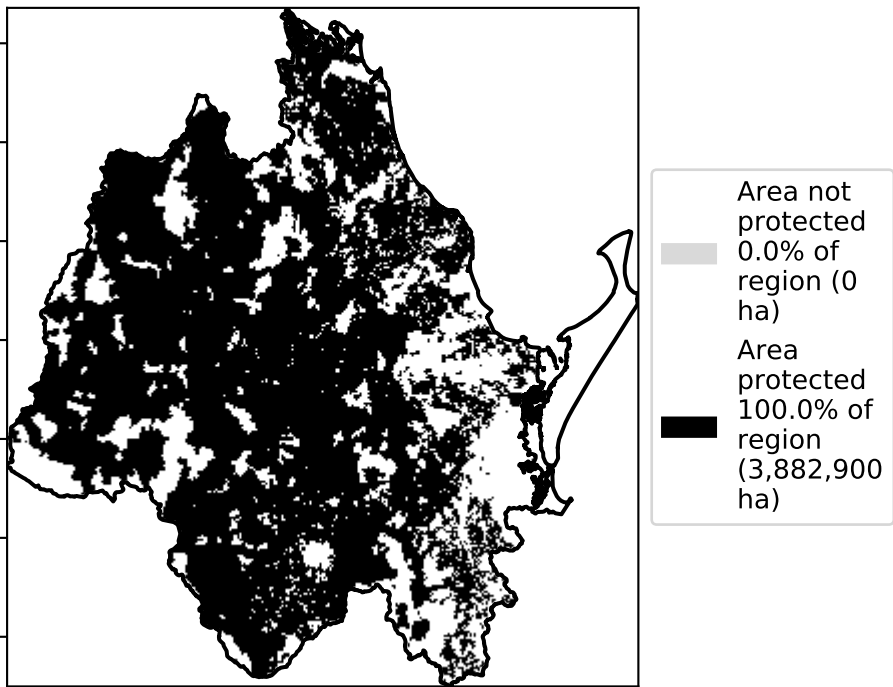 Area not
protected
0.0% of
region (0
ha)
Area
protected
100.0% of
region
(3,882,900
ha)